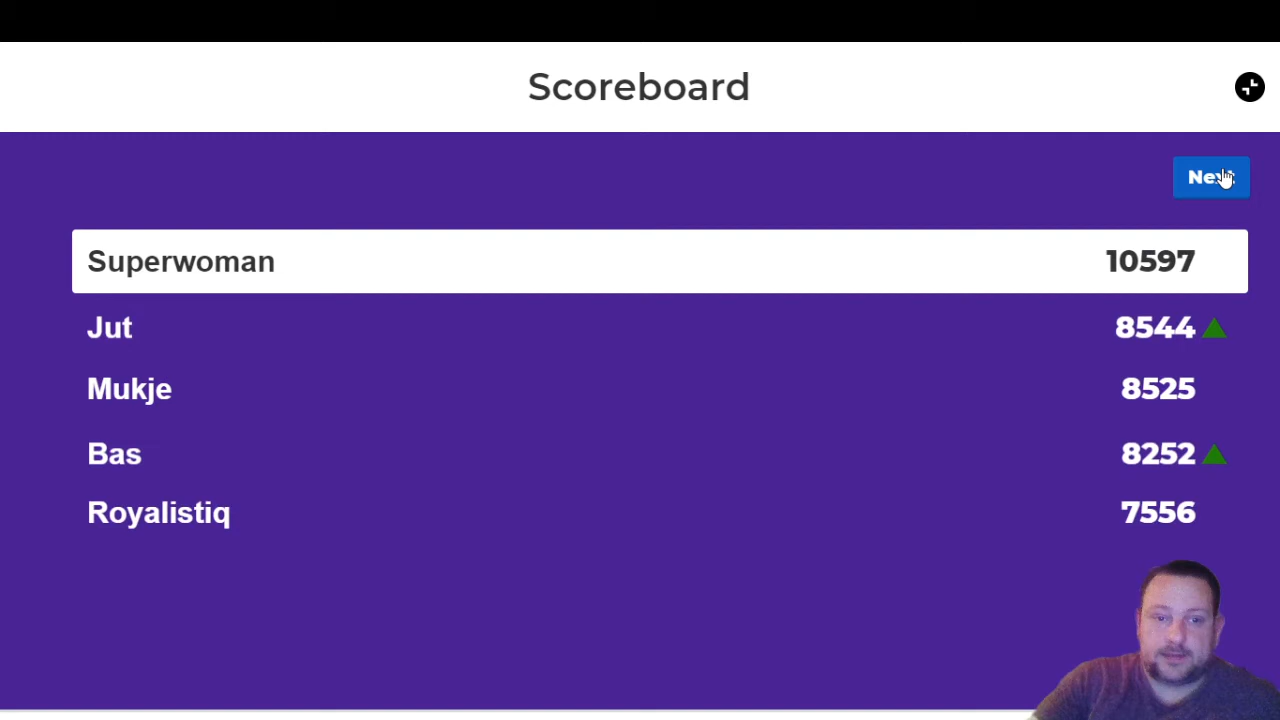 Scoreboard
Superwoman 10597
Jut 8544
Mukje 8525
Bas 8252
Royalistiq 7556